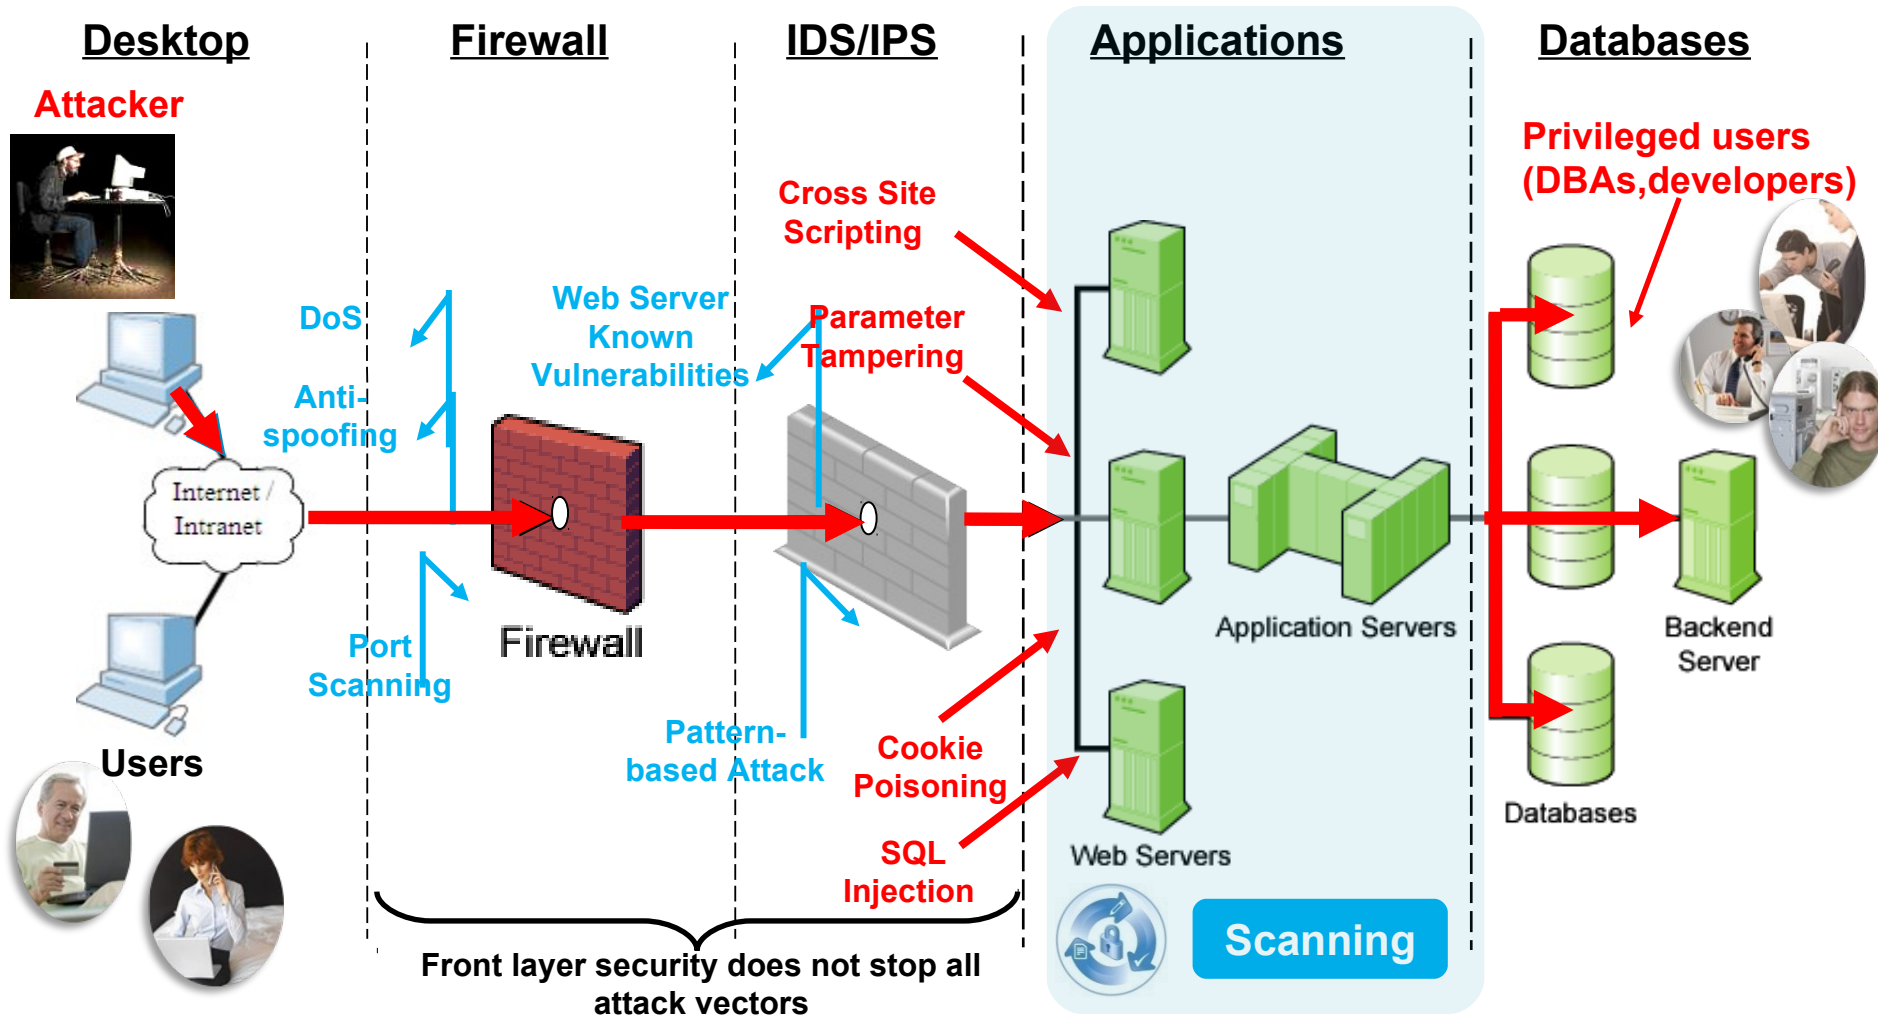 Desktop
Firewall
IDS/IPS
Applications
Databases
Attacker
Privileged users
(DBAs,developers)
Cross Site
Scripting
DoS
Web Server
Known
Vulnerabilities
Parameter
Tampering
Anti-
spoofing
Internet /
Intranet
Firewall
Port
Scanning
Application Servers
Backend
Server
Users
Pattern-
based Attack
Cookie
Poisoning
Databases
SQL
Injection
Web Servers
Scanning
Front layer security does not stop all
attack vectors